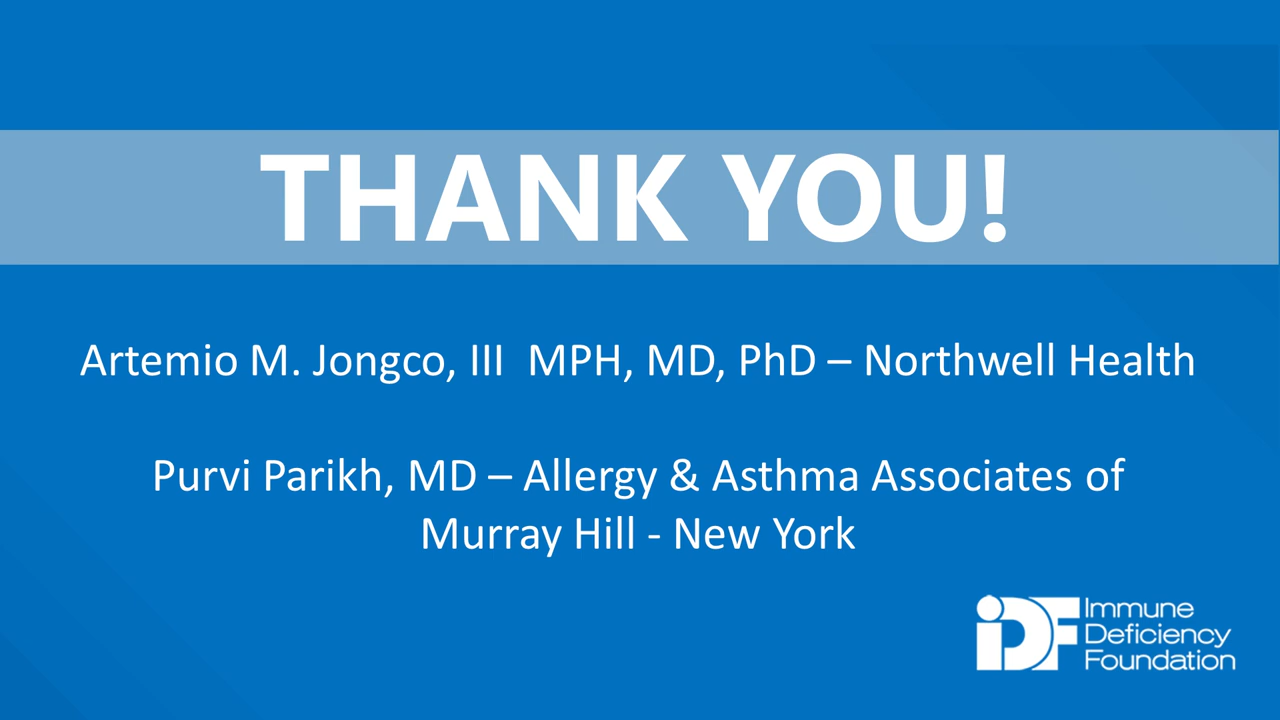 THANK YOU!
Artemio M. Jongco, III  MPH, MD, PhD – Northwell Health
Purvi Parikh, MD – Allergy & Asthma Associates of
Murray Hill - New York
iDF
Immune
Deficiency
Foundation